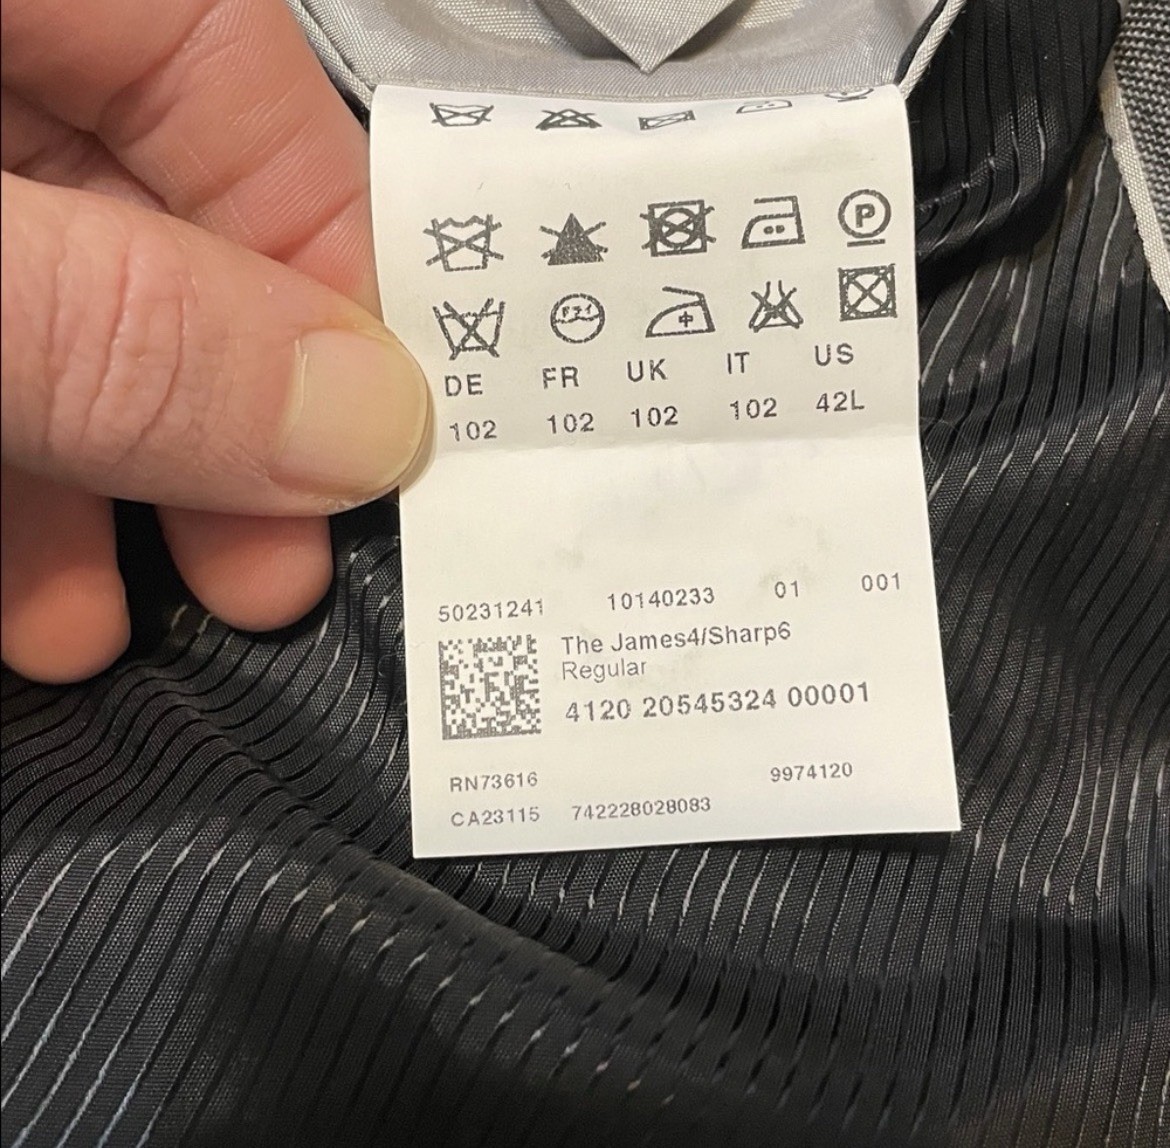 P
DE FR UK IT US
102 102 102 102 42L
50231241 10140233 01 001
The James4/Sharp6
Regular
4120 20545324 00001
RN73616 9974120
CA23115 742228028083